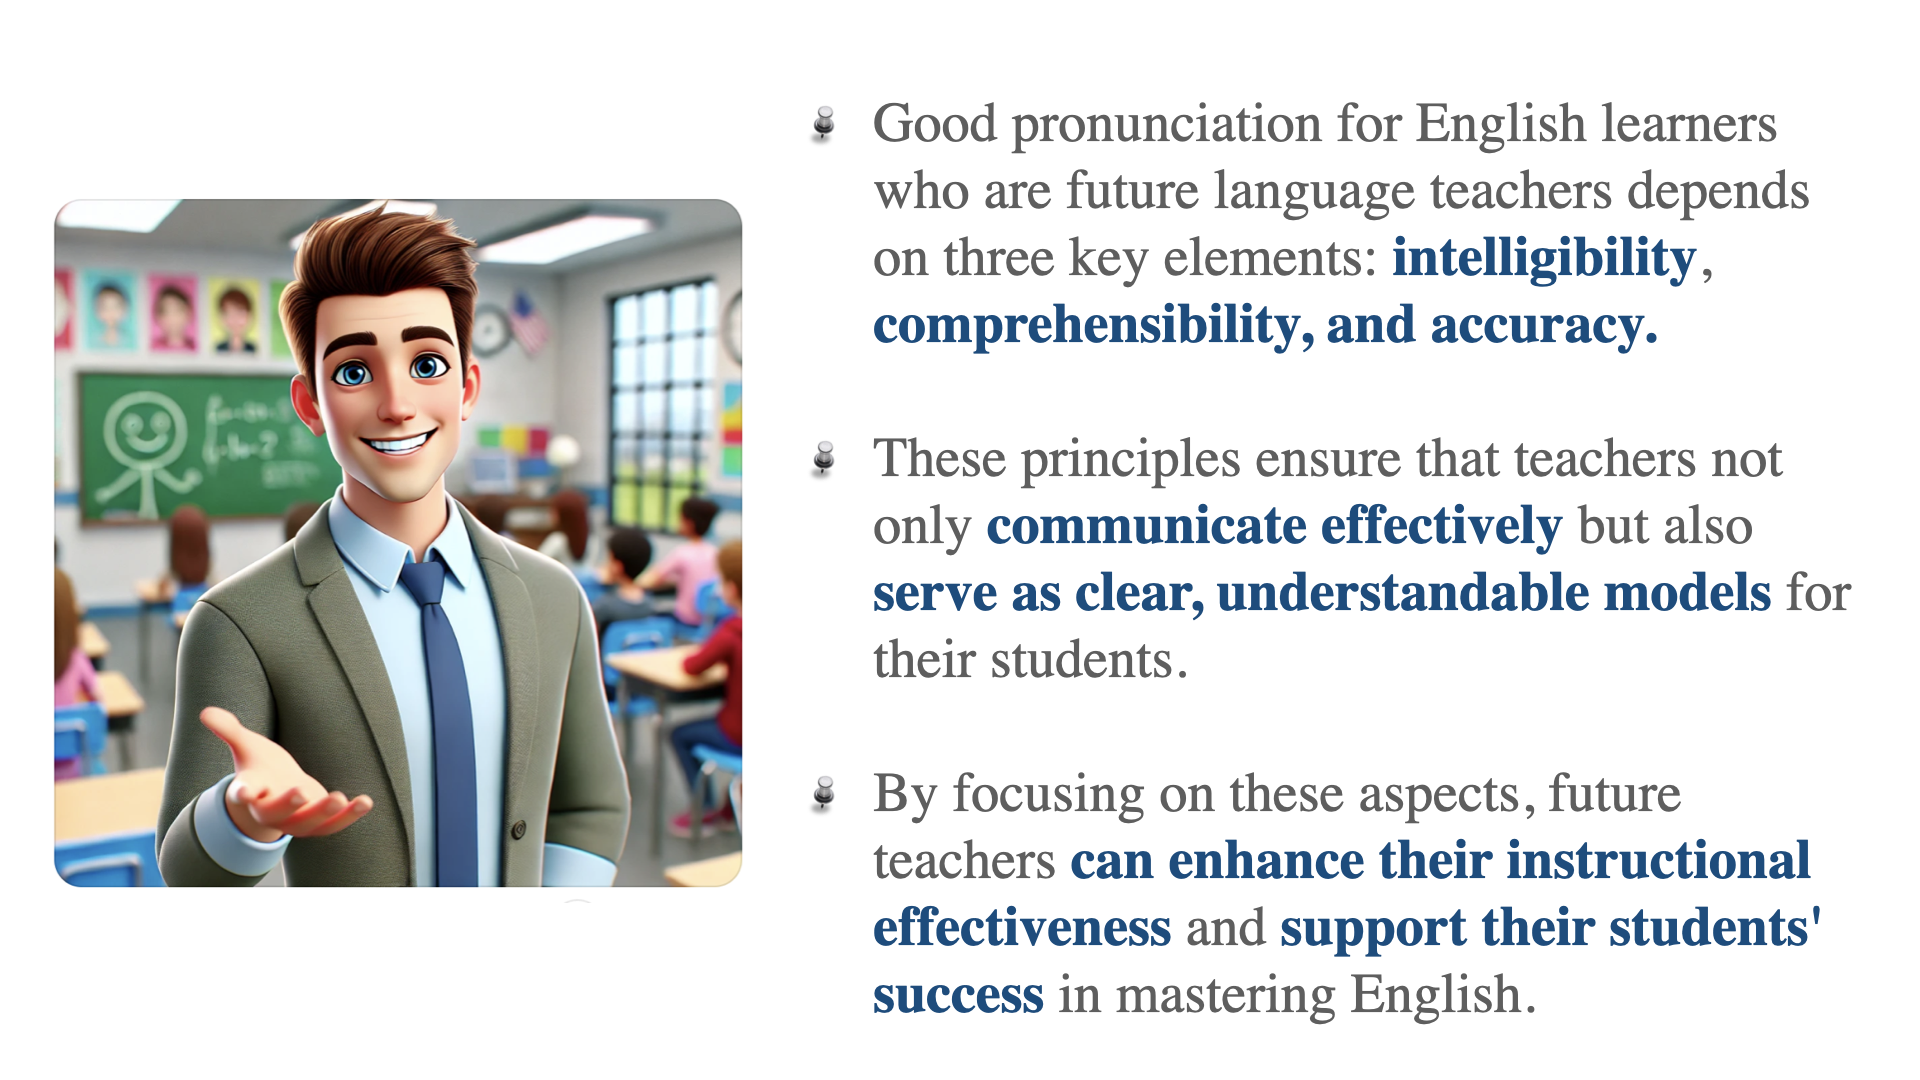 Good pronunciation for English learners
who are future language teachers depends
on three key elements: intelligibility,
comprehensibility, and accuracy.
These principles ensure that teachers not
only communicate effectively but also
serve as clear, understandable models for
their students.
By focusing on these aspects, future
teachers can enhance their instructional
effectiveness and support their students'
success in mastering English.